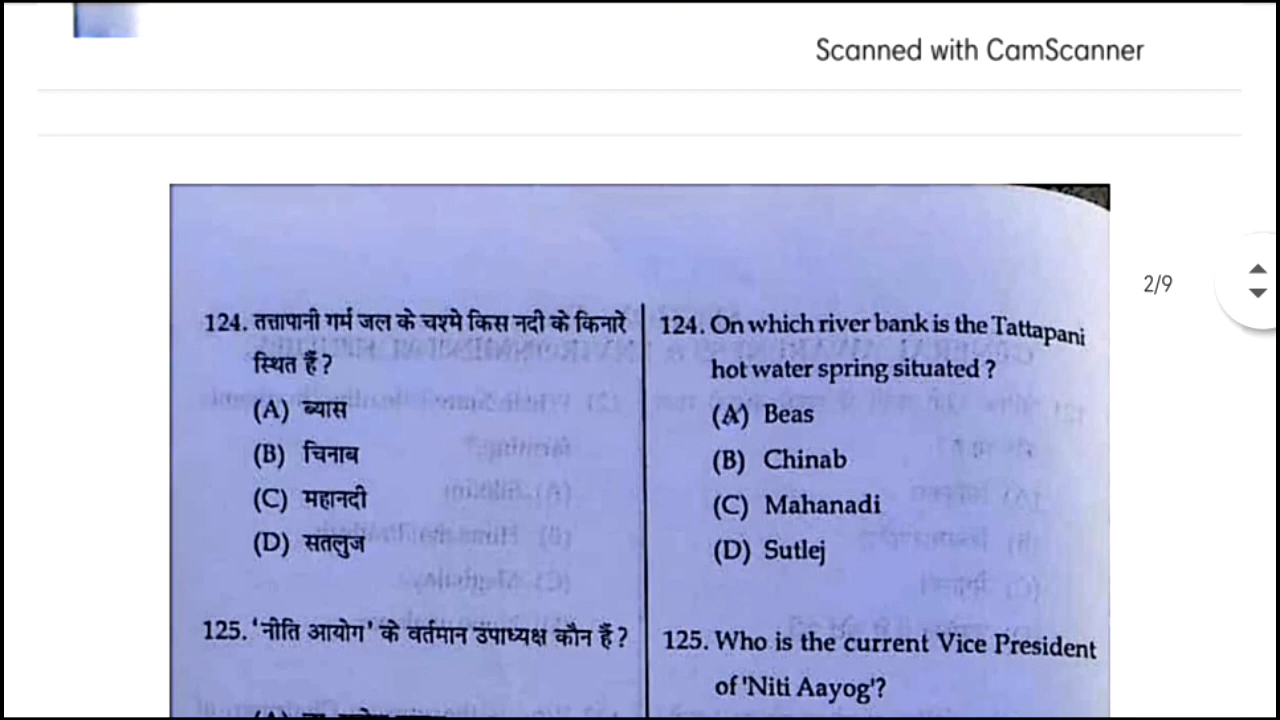 Scanned with CamScanner
2/9
124. तत्तापानी गर्म जल के चश्मे किस नदी के किनारे
स्थित हैं ?
(A) ब्यास
(B) चिनाब
(C) महानदी
(D) सतलुज
125. 'नीति आयोग' के वर्तमान उपाध्यक्ष कौन हैं ?
124. On which river bank is the Tattapani
hot water spring situated ?
(A) Beas
(B) Chinab
(C) Mahanadi
(D) Sutlej
125. Who is the current Vice President
of 'Niti Aayog'?